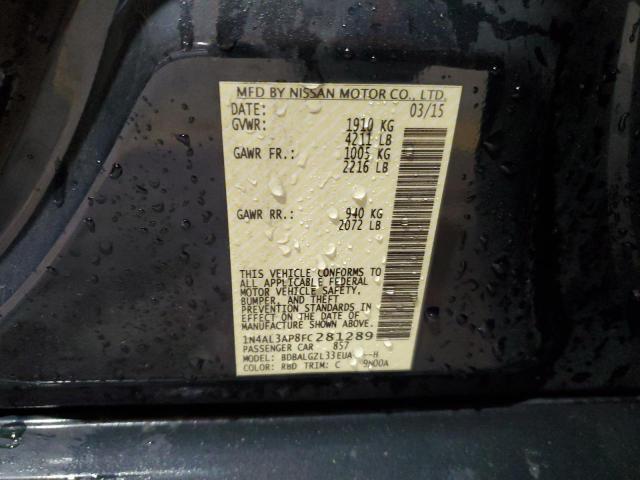 MFD BY NISSAN MOTOR CO., LTD.
DATE: 03/15
GVWR: 1910 KG
4211 LB
GAWR FR.: 1005 KG
2216 LB
GAWR RR.: 940 KG
2072 LB
THIS VEHICLE CONFORMS TO
ALL APPLICABLE FEDERAL
MOTOR VEHICLE SAFETY,
BUMPER, AND THEFT
PREVENTION STANDARDS IN
EFFECT ON THE DATE OF
MANUFACTURE SHOWN ABOVE.
1N4AL3AP8FC281289
PASSENGER CAR 857
MODEL: BDBALGZL33EUA --H
COLOR: RBD TRIM: C 9N00A